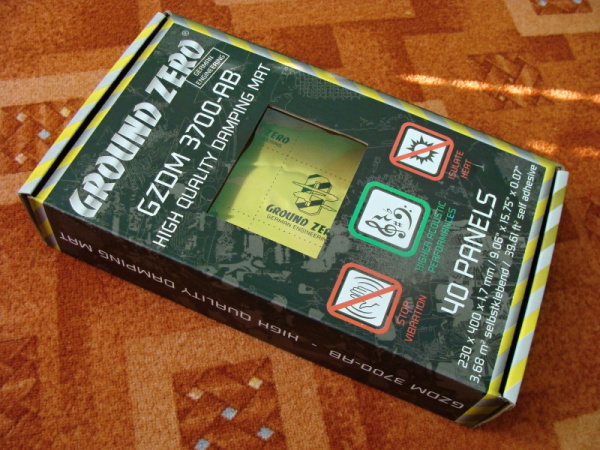 GROUND ZERO®
GERMAN
ENGINEERING
GZDM 3700-AB
HIGH QUALITY DAMPING MAT
GROUND ZERO
GERMAN ENGINEERIN
ISOLATE
HEAT
HIGHER ACOUSTIC
PERFORMANCES
STOP
VIBRATION
40 PANELS
230 x 400 x 1,7 mm / 9.06" x 15.75" x 0.07"
3,68 m² selbstklebend / 39.61 ft² self adhesive
GZDM 3700-AB - HIGH QUALITY DAMPING MAT